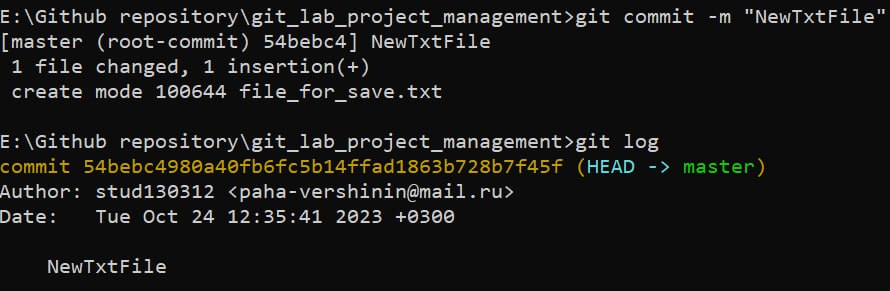 E:\Github repository\git_lab_project_management>git commit -m "NewTxtFile"
[master (root-commit) 54bebc4] NewTxtFile
 1 file changed, 1 insertion(+)
 create mode 100644 file_for_save.txt

E:\Github repository\git_lab_project_management>git log
commit 54bebc4980a40fb6fc5b14ffad1863b728b7f45f (HEAD -> master)
Author: stud130312 <paha-vershinin@mail.ru>
Date:   Tue Oct 24 12:35:41 2023 +0300

    NewTxtFile